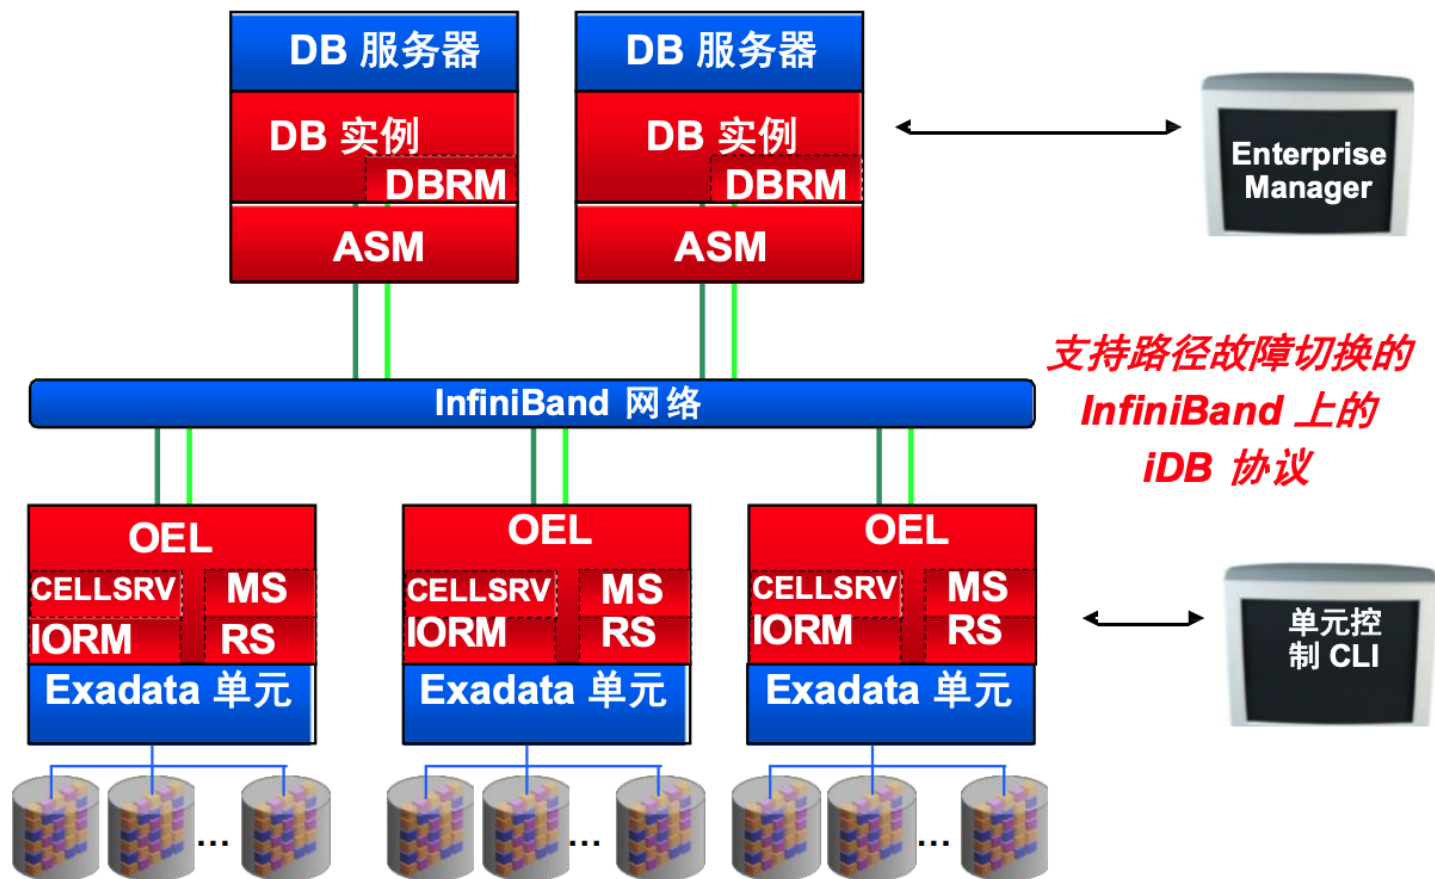 DB 服务器
DB 服务器
DB 实例
DB 实例
DBRM
DBRM
ASM
ASM
Enterprise
Manager
支持路径故障切换的
InfiniBand 上的
iDB 协议
InfiniBand 网络
OEL
OEL
OEL
CELLSRV
MS
CELLSRV
MS
CELLSRV
MS
IORM
RS
IORM
RS
IORM
RS
单元控
制 CLI
Exadata 单元
Exadata 单元
Exadata 单元
...
...
...